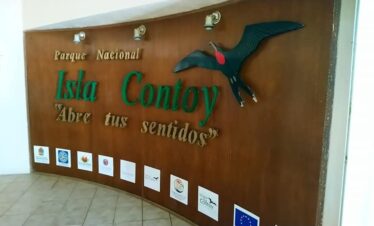 Parque Nacional
Isla Contoy
"Abre tus sentidos"